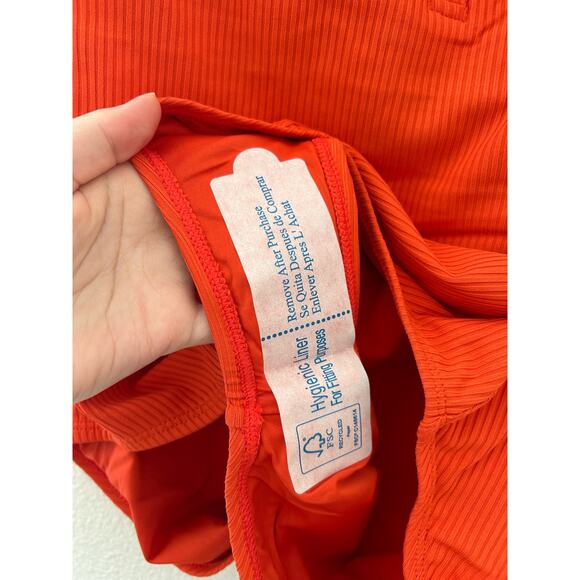 Remove After Purchase
Se Quita Despues de Comprar
Enlever Apres L'Achat
Hygienic Liner
For Fitting Purposes
FSC
RECYCLED